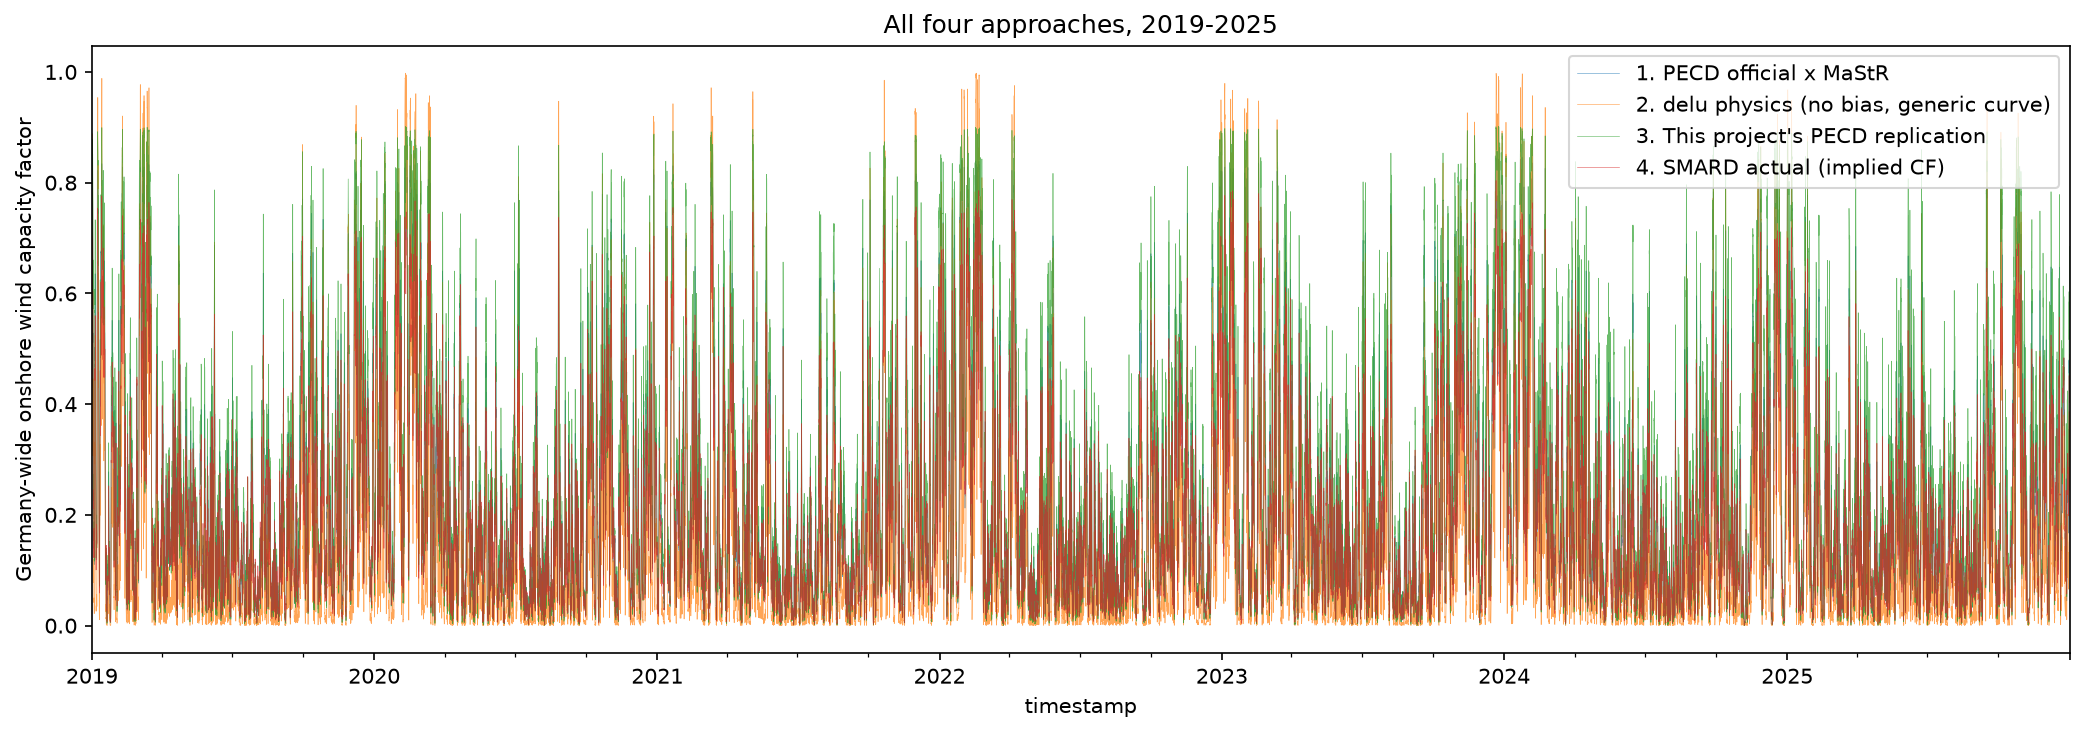 All four approaches, 2019-2025
1. PECD official x MaStR
2. delu physics (no bias, generic curve)
3. This project's PECD replication
4. SMARD actual (implied CF)
Germany-wide onshore wind capacity factor
1.0
0.8
0.6
0.4
0.2
0.0
2019 2020 2021 2022 2023 2024 2025
timestamp